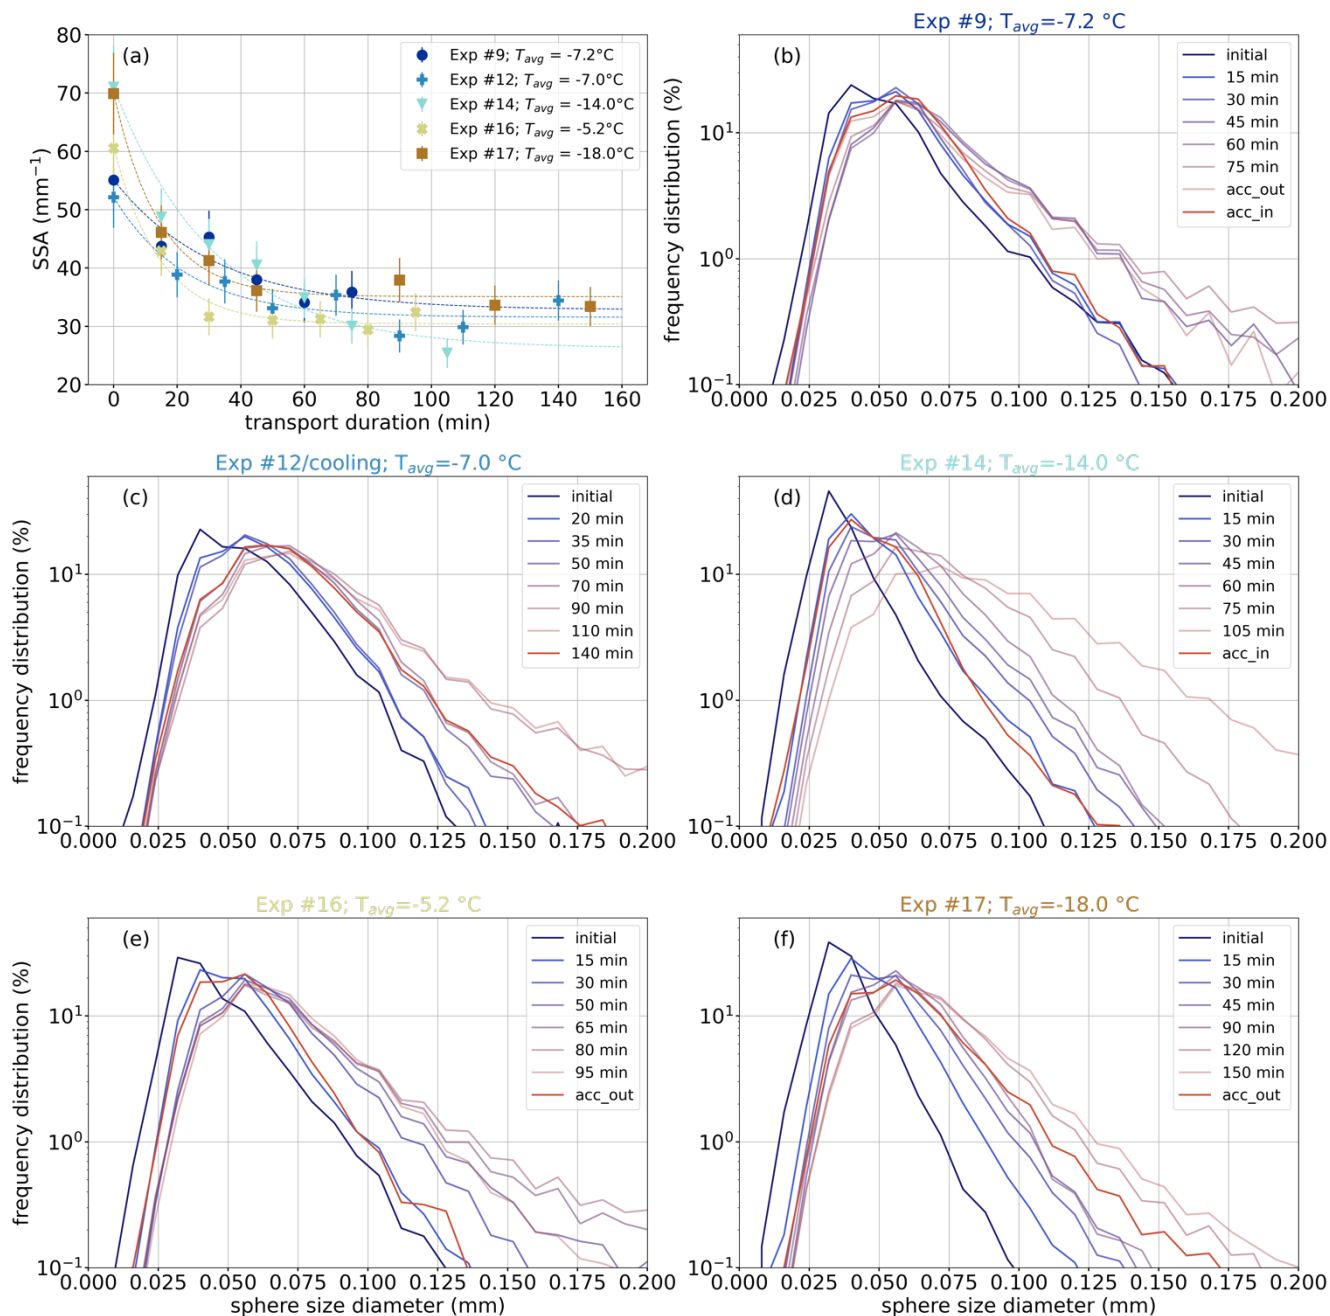 (a)
Exp #9; T_avg = -7.2°C
Exp #12; T_avg = -7.0°C
Exp #14; T_avg = -14.0°C
Exp #16; T_avg = -5.2°C
Exp #17; T_avg = -18.0°C
80
70
60
50
40
30
20
SSA (mm⁻¹)
0 20 40 60 80 100 120 140 160
transport duration (min)
Exp #9; T_avg=-7.2 °C
(b)
initial
15 min
30 min
45 min
60 min
75 min
acc_out
acc_in
10¹
10⁰
10⁻¹
frequency distribution (%)
0.000 0.025 0.050 0.075 0.100 0.125 0.150 0.175 0.200
Exp #12/cooling; T_avg=-7.0 °C
(c)
initial
20 min
35 min
50 min
70 min
90 min
110 min
140 min
10¹
10⁰
10⁻¹
frequency distribution (%)
0.000 0.025 0.050 0.075 0.100 0.125 0.150 0.175 0.200
Exp #14; T_avg=-14.0 °C
(d)
initial
15 min
30 min
45 min
60 min
75 min
105 min
acc_in
10¹
10⁰
10⁻¹
0.000 0.025 0.050 0.075 0.100 0.125 0.150 0.175 0.200
Exp #16; T_avg=-5.2 °C
(e)
initial
15 min
30 min
50 min
65 min
80 min
95 min
acc_out
10¹
10⁰
10⁻¹
frequency distribution (%)
0.000 0.025 0.050 0.075 0.100 0.125 0.150 0.175 0.200
sphere size diameter (mm)
Exp #17; T_avg=-18.0 °C
(f)
initial
15 min
30 min
45 min
90 min
120 min
150 min
acc_out
10¹
10⁰
10⁻¹
0.000 0.025 0.050 0.075 0.100 0.125 0.150 0.175 0.200
sphere size diameter (mm)